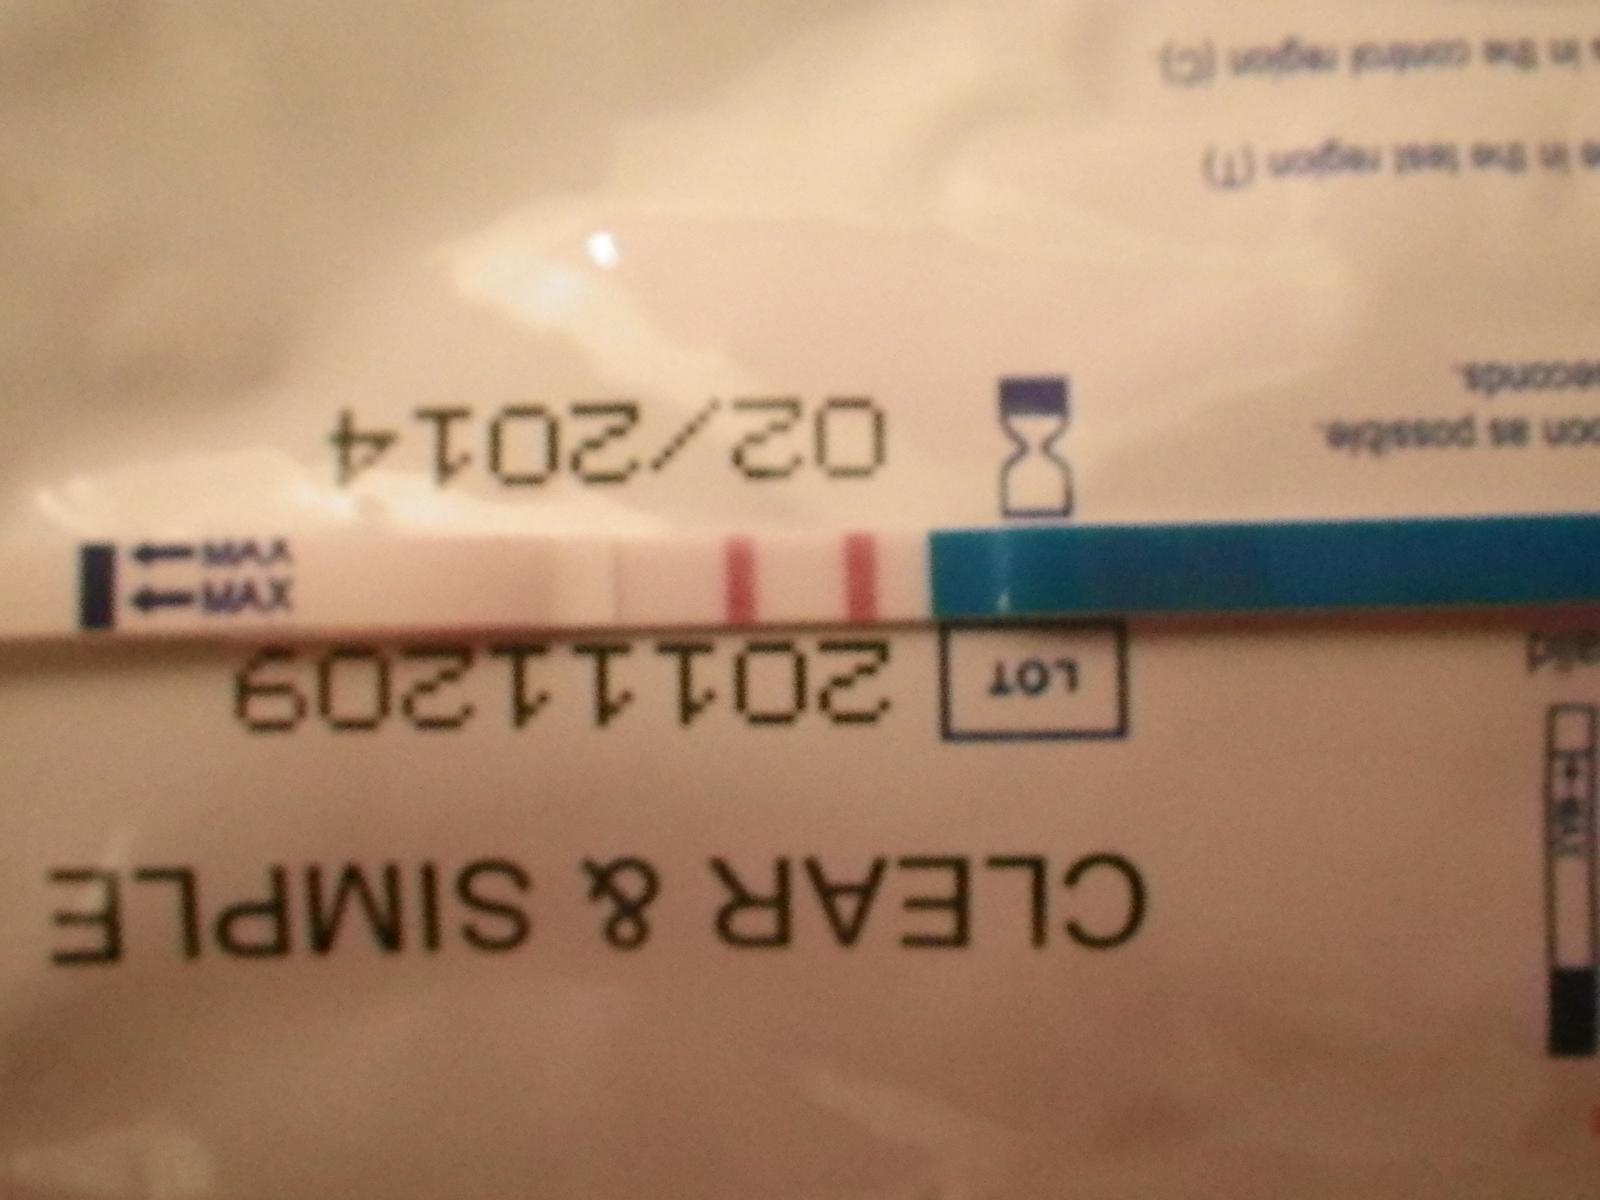 CLEAR & SIMPLE
LOT 20111209
MAX
MAX
02/2014
oon as possible.
seconds.
in the test region (T)
in the control region (C)